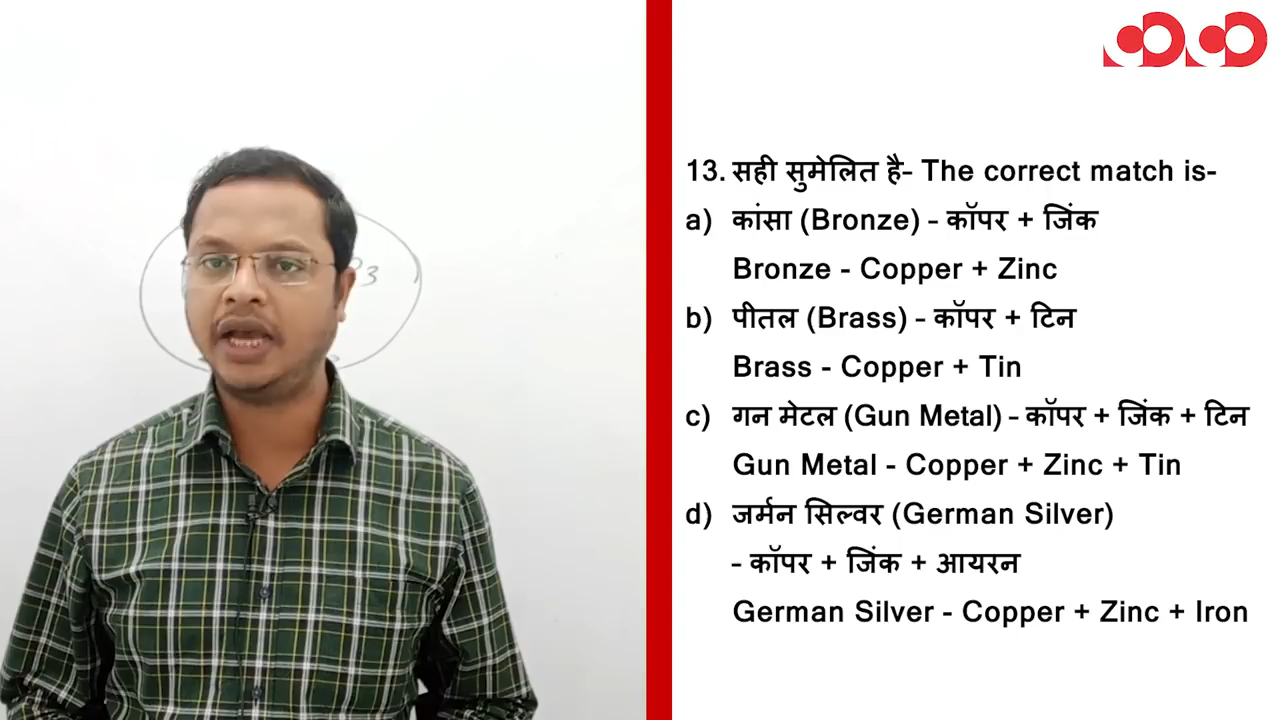 13. सही सुमेलित है– The correct match is-
a) कांसा (Bronze) – कॉपर + जिंक
Bronze - Copper + Zinc
b) पीतल (Brass) – कॉपर + टिन
Brass - Copper + Tin
c) गन मेटल (Gun Metal) – कॉपर + जिंक + टिन
Gun Metal - Copper + Zinc + Tin
d) जर्मन सिल्वर (German Silver)
– कॉपर + जिंक + आयरन
German Silver - Copper + Zinc + Iron